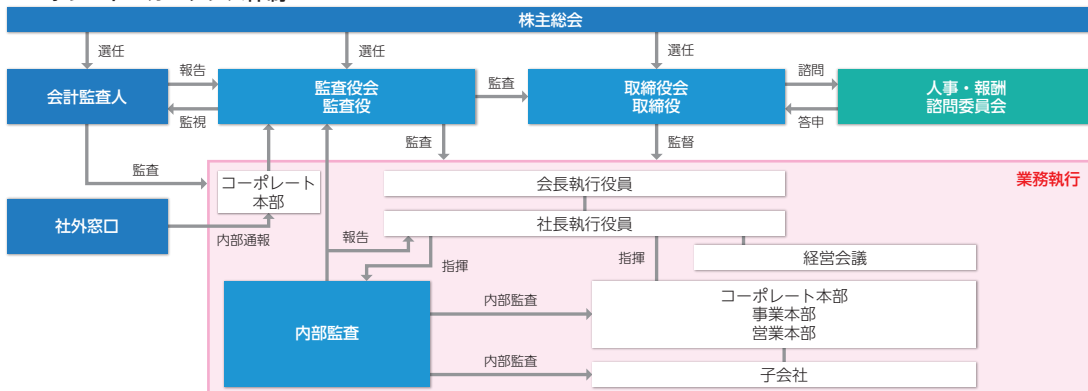 株主総会
選任
選任
選任
会計監査人
報告
監視
監査役会
監査役
監査
取締役会
取締役
諮問
答申
人事・報酬
諮問委員会
監査
監督
監査
コーポレート
本部
会長執行役員
業務執行
社外窓口
内部通報
報告
社長執行役員
指揮
指揮
経営会議
内部監査
内部監査
コーポレート本部
事業本部
営業本部
内部監査
子会社